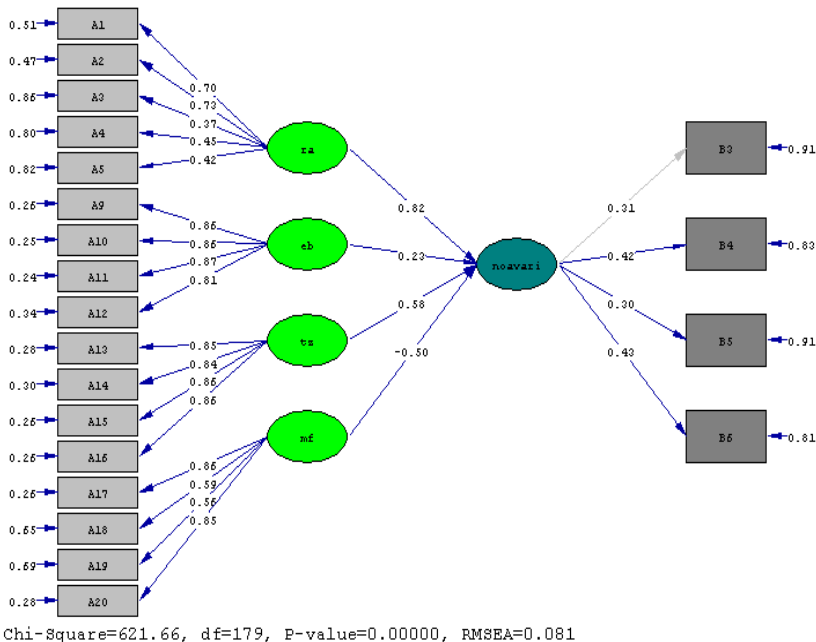 0.51 A1
0.47 A2
0.86 A3
0.80 A4
0.82 A5
0.26 A9
0.25 A10
0.24 A11
0.34 A12
0.28 A13
0.30 A14
0.26 A15
0.26 A16
0.26 A17
0.65 A18
0.69 A19
0.28 A20
0.70
0.73
0.37
0.45
0.42
0.86
0.86
0.87
0.81
0.85
0.84
0.86
0.86
0.86
0.59
0.56
0.85
ra
eb
ts
mf
0.82
0.23
0.58
-0.50
noavari
0.31
0.42
0.30
0.43
B3 0.91
B4 0.83
B5 0.91
B6 0.81
Chi-Square=621.66, df=179, P-value=0.00000, RMSEA=0.081